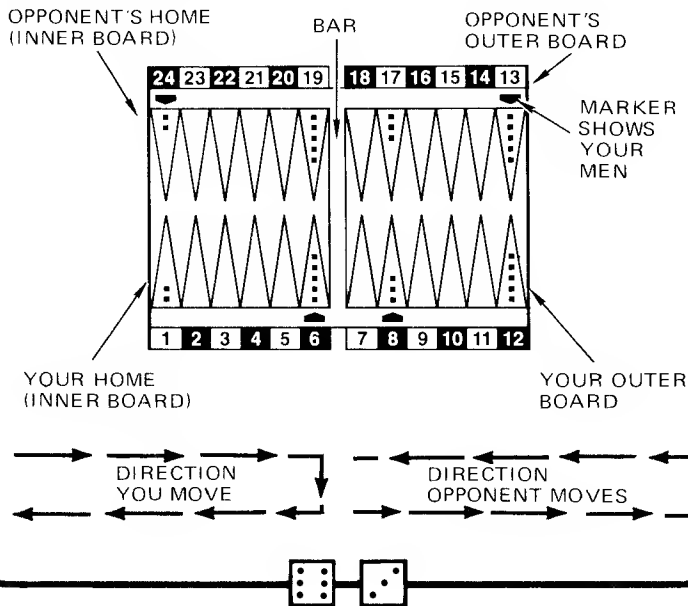 OPPONENT'S HOME
(INNER BOARD)
BAR
OPPONENT'S
OUTER BOARD
24 23 22 21 20 19 18 17 16 15 14 13
MARKER
SHOWS
YOUR
MEN
1 2 3 4 5 6 7 8 9 10 11 12
YOUR HOME
(INNER BOARD)
YOUR OUTER
BOARD
DIRECTION
YOU MOVE
DIRECTION
OPPONENT MOVES